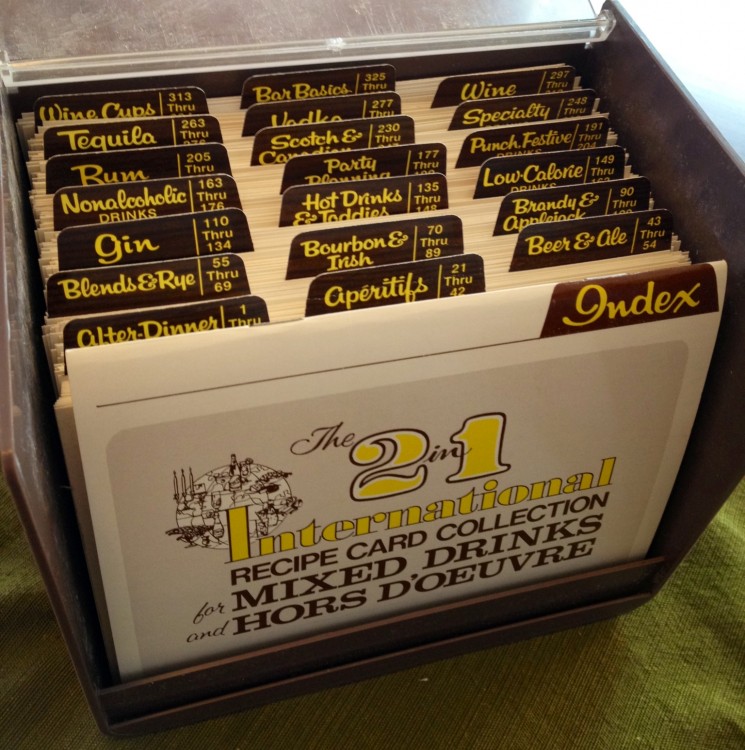 Wine Cups 313 Thru
Bar Basics 325 Thru
Wine 297 Thru
Tequila 263 Thru
Vodka 277 Thru
Specialty 248 Thru
Rum 205 Thru
Scotch & Canadian 230 Thru
Punch, Festive
DRINKS
191 Thru 204
Nonalcoholic
DRINKS
163 Thru 176
Party
Planning
177 Thru
Low-Calorie
DRINKS
149 Thru
Gin 110 Thru 134
Hot Drinks
& Toddies
135 Thru 148
Brandy &
Applejack
90 Thru
Blends & Rye 55 Thru 69
Bourbon &
Irish
70 Thru 89
Beer & Ale 43 Thru 54
After-Dinner 1 Thru
Apéritifs 21 Thru 42
Index
The 2 in 1
International
RECIPE CARD COLLECTION
for MIXED DRINKS
and HORS D'OEUVRE